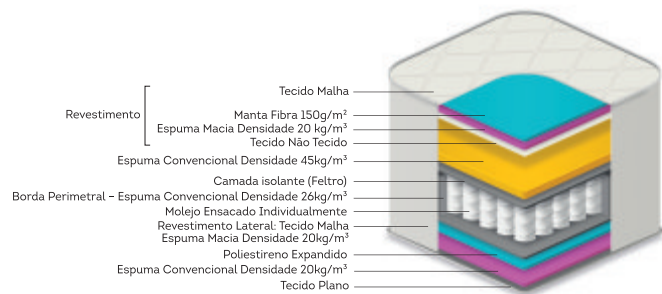 Tecido Malha
Revestimento
Manta Fibra 150g/m²
Espuma Macia Densidade 20 kg/m³
Tecido Não Tecido
Espuma Convencional Densidade 45kg/m³
Camada isolante (Feltro)
Borda Perimetral – Espuma Convencional Densidade 26kg/m³
Molejo Ensacado Individualmente
Revestimento Lateral: Tecido Malha
Espuma Macia Densidade 20kg/m³
Poliestireno Expandido
Espuma Convencional Densidade 20kg/m³
Tecido Plano